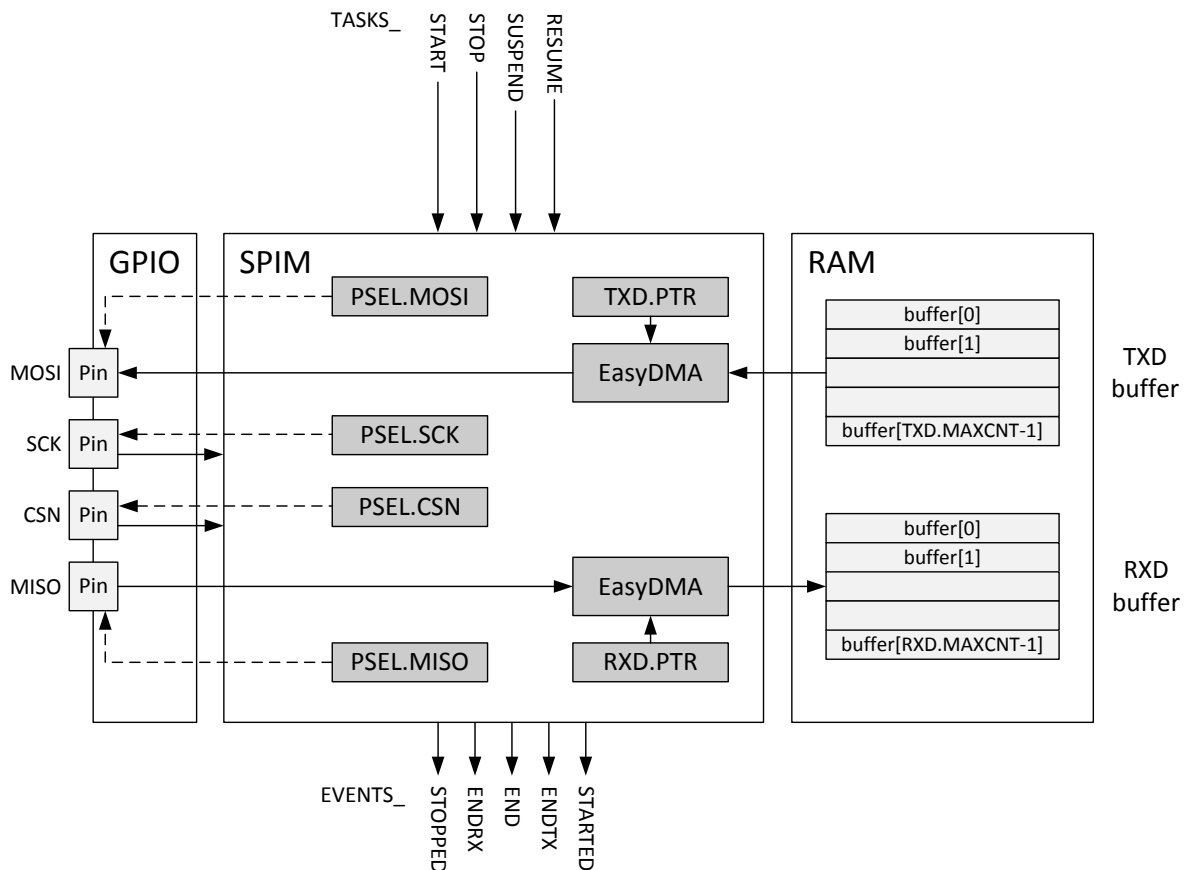 TASKS_
START
STOP
SUSPEND
RESUME
GPIO
SPIM
RAM
PSEL.MOSI
TXD.PTR
buffer[0]
buffer[1]
MOSI
Pin
EasyDMA
TXD
buffer
SCK
Pin
PSEL.SCK
buffer[TXD.MAXCNT-1]
CSN
Pin
PSEL.CSN
buffer[0]
buffer[1]
MISO
Pin
EasyDMA
RXD
buffer
PSEL.MISO
RXD.PTR
buffer[RXD.MAXCNT-1]
EVENTS_
STOPPED
ENDRX
END
ENDTX
STARTED